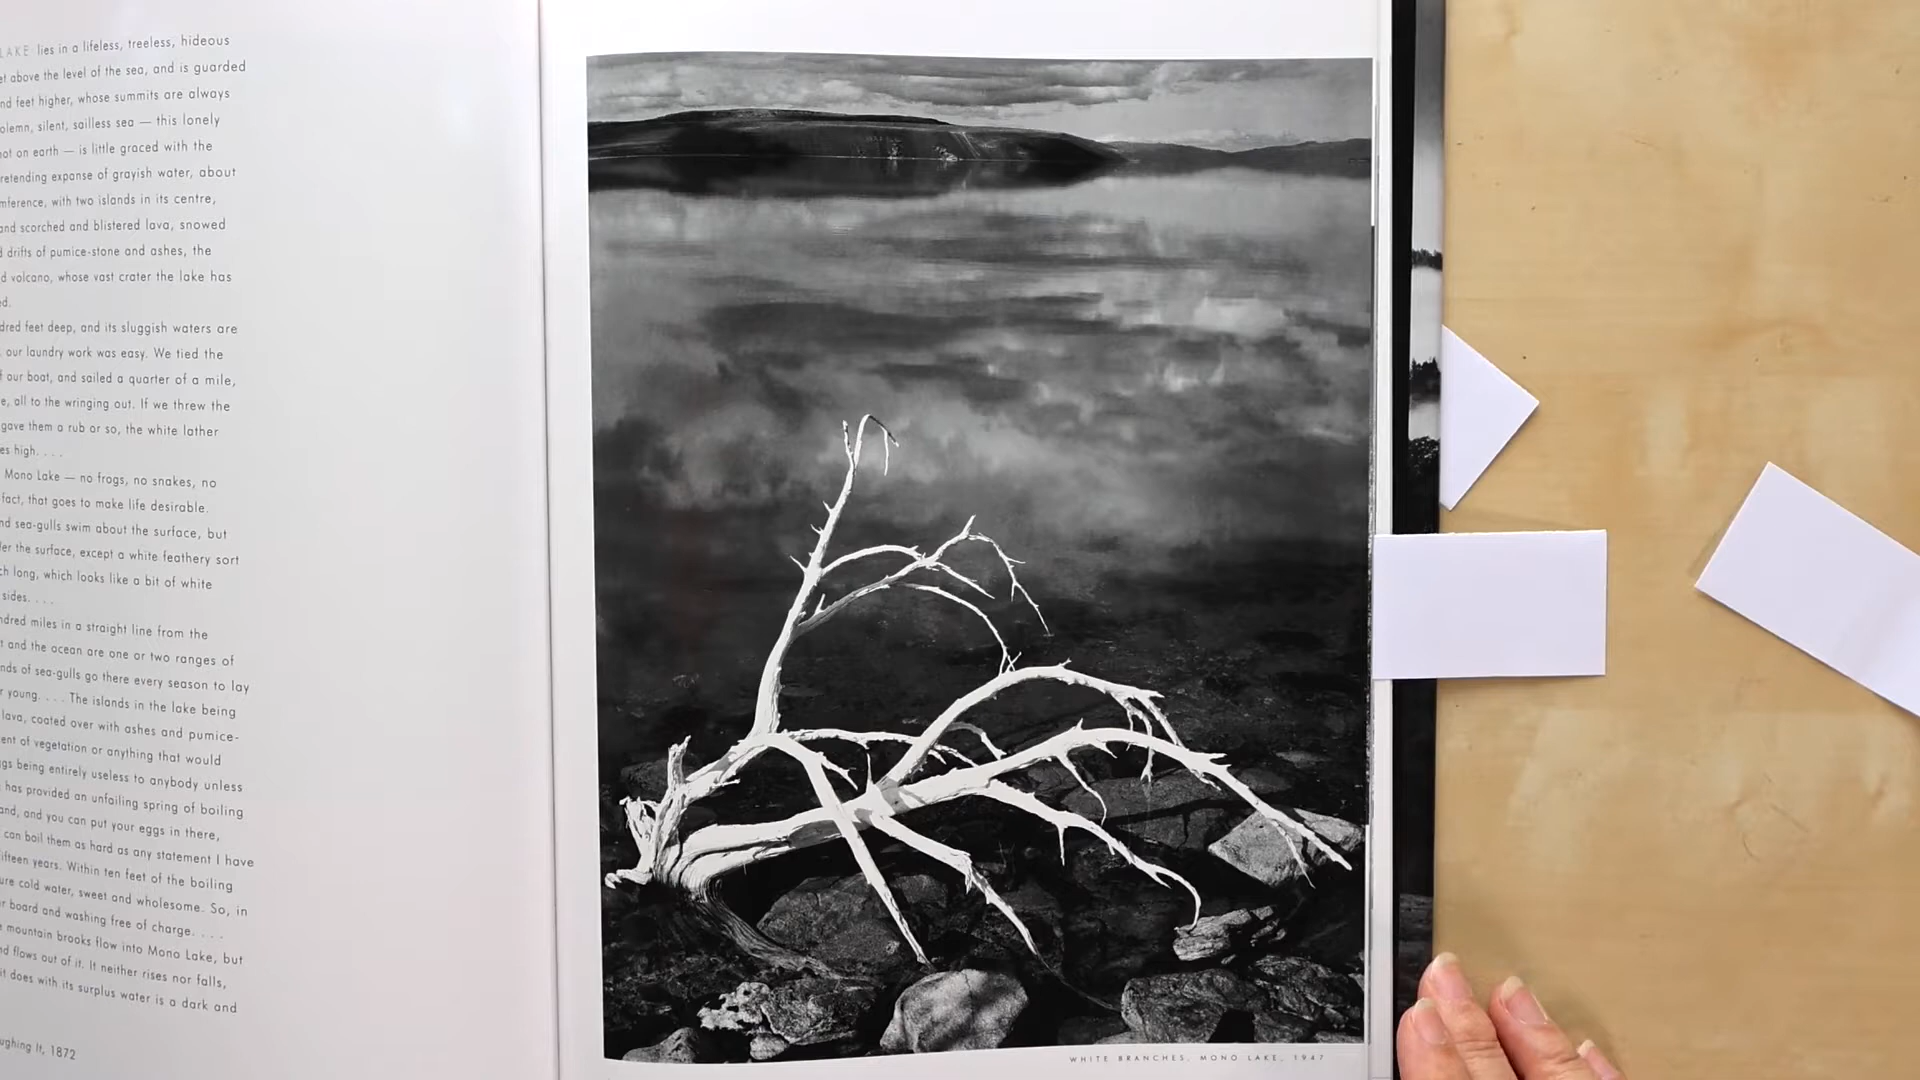 LAKE lies in a lifeless, treeless, hideous
et above the level of the sea, and is guarded
nd feet higher, whose summits are always
olemn, silent, sailless sea — this lonely
ot on earth — is little graced with the
retending expanse of grayish water, about
mference, with two islands in its centre,
and scorched and blistered lava, snowed
d drifts of pumice-stone and ashes, the
d volcano, whose vast crater the lake has
ed.
dred feet deep, and its sluggish waters are
, our laundry work was easy. We tied the
f our boat, and sailed a quarter of a mile,
e, all to the wringing out. If we threw the
gave them a rub or so, the white lather
es high. . . .
Mono Lake — no frogs, no snakes, no
fact, that goes to make life desirable.
nd sea-gulls swim about the surface, but
er the surface, except a white feathery sort
ch long, which looks like a bit of white
sides. . . .
ndred miles in a straight line from the
t and the ocean are one or two ranges of
nds of sea-gulls go there every season to lay
r young. . . . The islands in the lake being
lava, coated over with ashes and pumice-
ent of vegetation or anything that would
gs being entirely useless to anybody unless
has provided an unfailing spring of boiling
and, and you can put your eggs in there,
can boil them as hard as any statement I have
fifteen years. Within ten feet of the boiling
ure cold water, sweet and wholesome. So, in
r board and washing free of charge. . . .
e mountain brooks flow into Mono Lake, but
nd flows out of it. It neither rises nor falls,
it does with its surplus water is a dark and
ughing It, 1872
WHITE BRANCHES, MONO LAKE, 1947